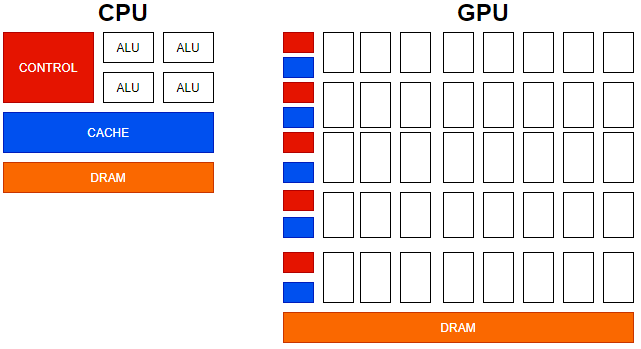 CPU
GPU
CONTROL
ALU
ALU
ALU
ALU
CACHE
DRAM
DRAM